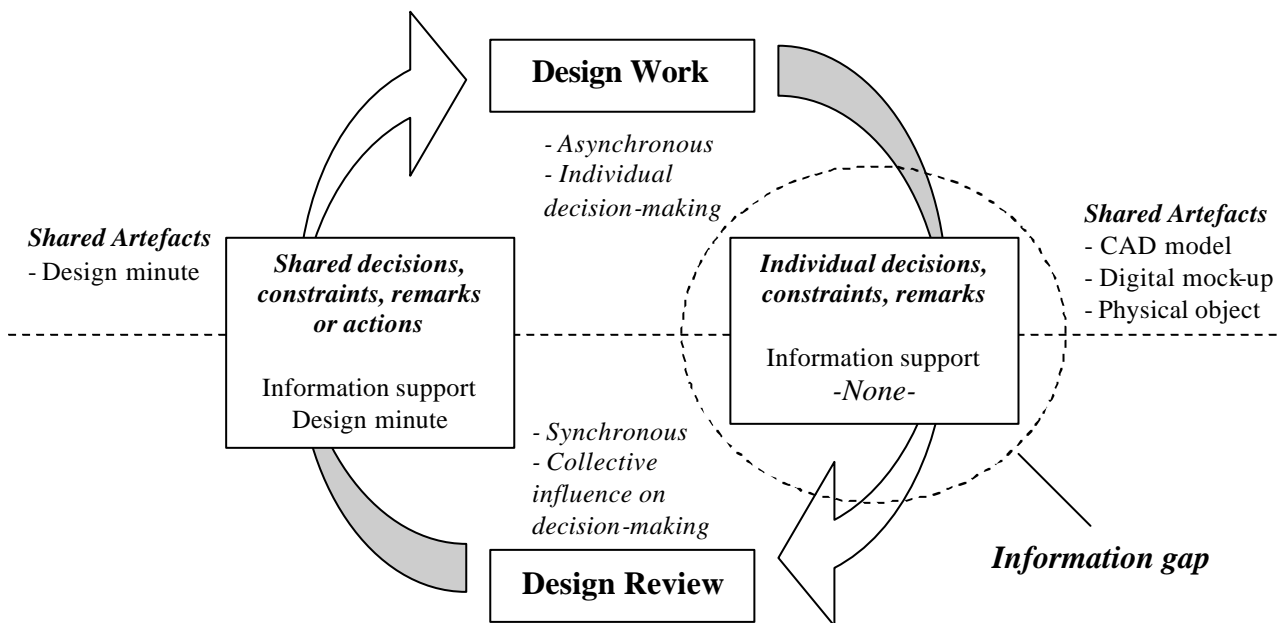 Design Work
- Asynchronous
- Individual
decision-making
Shared Artefacts
- Design minute
Shared decisions,
constraints, remarks
or actions
Information support
Design minute
Individual decisions,
constraints, remarks
Information support
-None-
Shared Artefacts
- CAD model
- Digital mock-up
- Physical object
- Synchronous
- Collective
influence on
decision-making
Design Review
Information gap